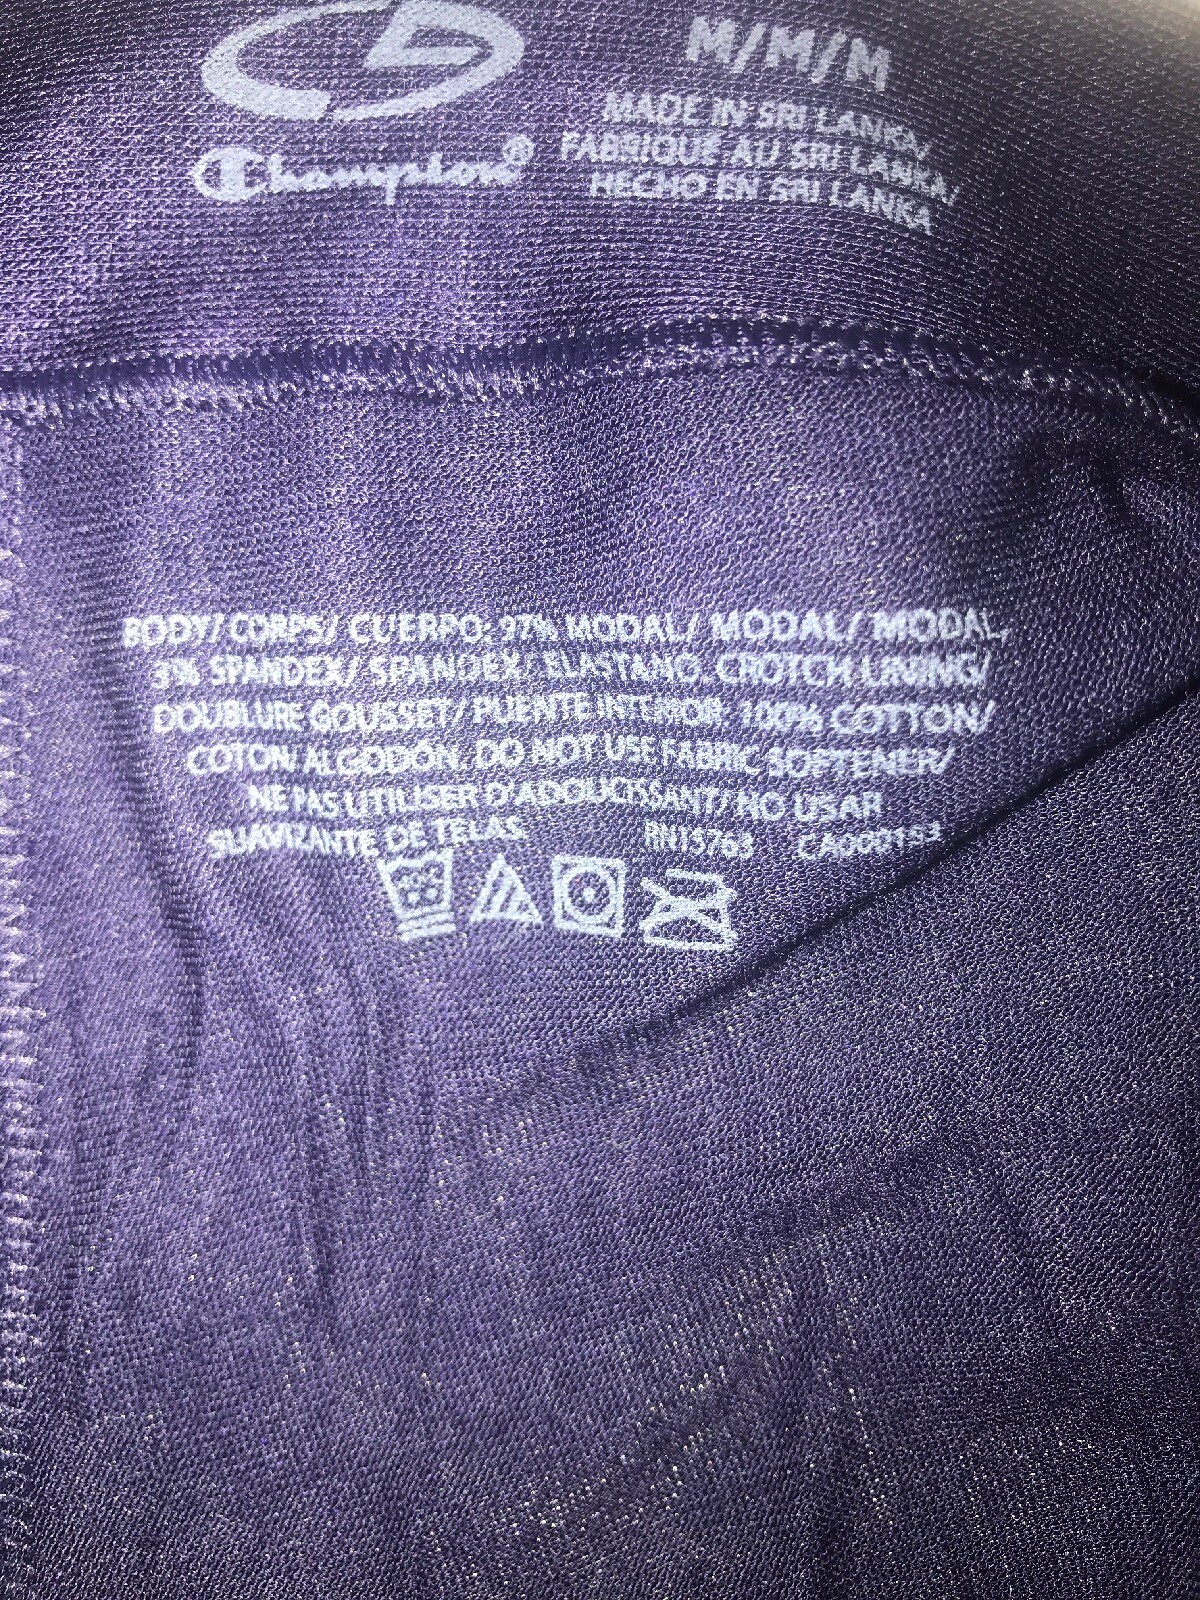 M/M/M
Champion®
MADE IN SRI LANKA/
FABRIQUE AU SRI LANKA/
HECHO EN SRI LANKA
BODY/ CORPS/ CUERPO: 97% MODAL/ MODAL/ MODAL,
3% SPANDEX/ SPANDEX/ ELASTANO. CROTCH LINING/
DOUBLURE GOUSSET/ PUENTE INTERIOR: 100% COTTON/
COTON/ ALGODÓN. DO NOT USE FABRIC SOFTENER/
NE PAS UTILISER D'ADOUCISSANT/ NO USAR
SUAVIZANTE DE TELAS
RN15763 CA00153